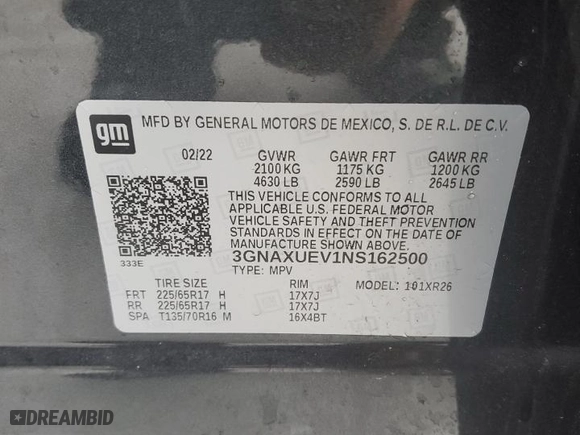 gm
MFD BY GENERAL MOTORS DE MEXICO, S. DE R.L. DE C.V.
02/22 GVWR GAWR FRT GAWR RR
2100 KG 1175 KG 1200 KG
4630 LB 2590 LB 2645 LB
THIS VEHICLE CONFORMS TO ALL
APPLICABLE U.S. FEDERAL MOTOR
VEHICLE SAFETY AND THEFT PREVENTION
STANDARDS IN EFFECT ON THE DATE OF
MANUFACTURE SHOWN ABOVE.
333E 3GNAXUEV1NS162500
TYPE: MPV
TIRE SIZE RIM MODEL: 101XR26
FRT 225/65R17 H 17X7J
RR 225/65R17 H 17X7J
SPA T135/70R16 M 16X4BT
DREAMBID